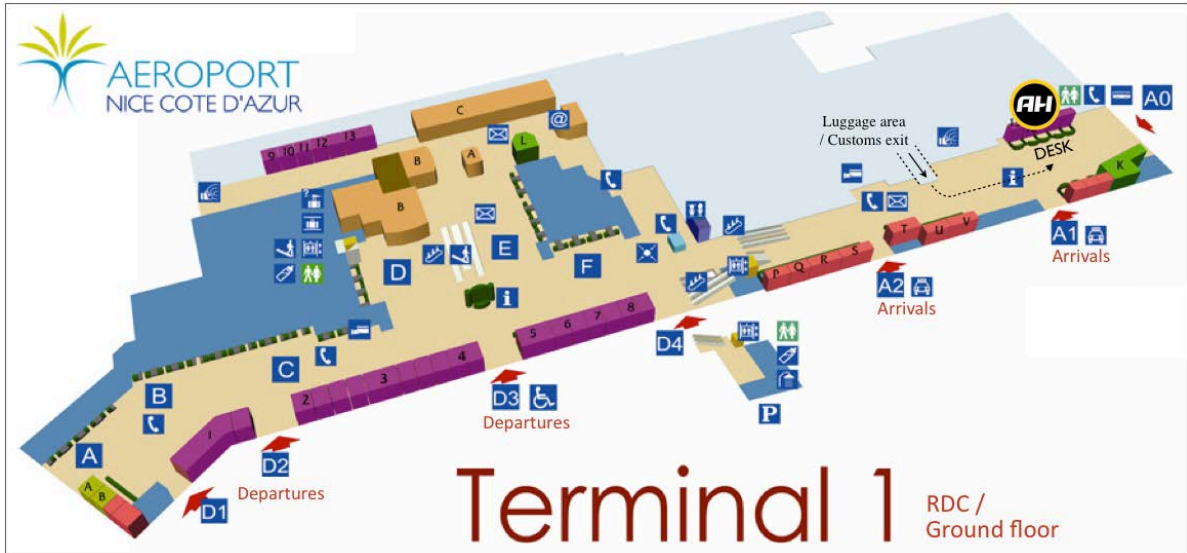 AEROPORT
NICE COTE D'AZUR
9 10 11 12 13
C
@
B
A
L
B
?
D
E
F
i
C
B
A
A
B
1
2
3
4
5 6 7 8
D1
D2
Departures
D3
Departures
D4
P
P Q R S
T U V
Luggage area
/ Customs exit
AH
DESK
i
A0
K
A1
Arrivals
A2
Arrivals
Terminal 1
RDC /
Ground floor